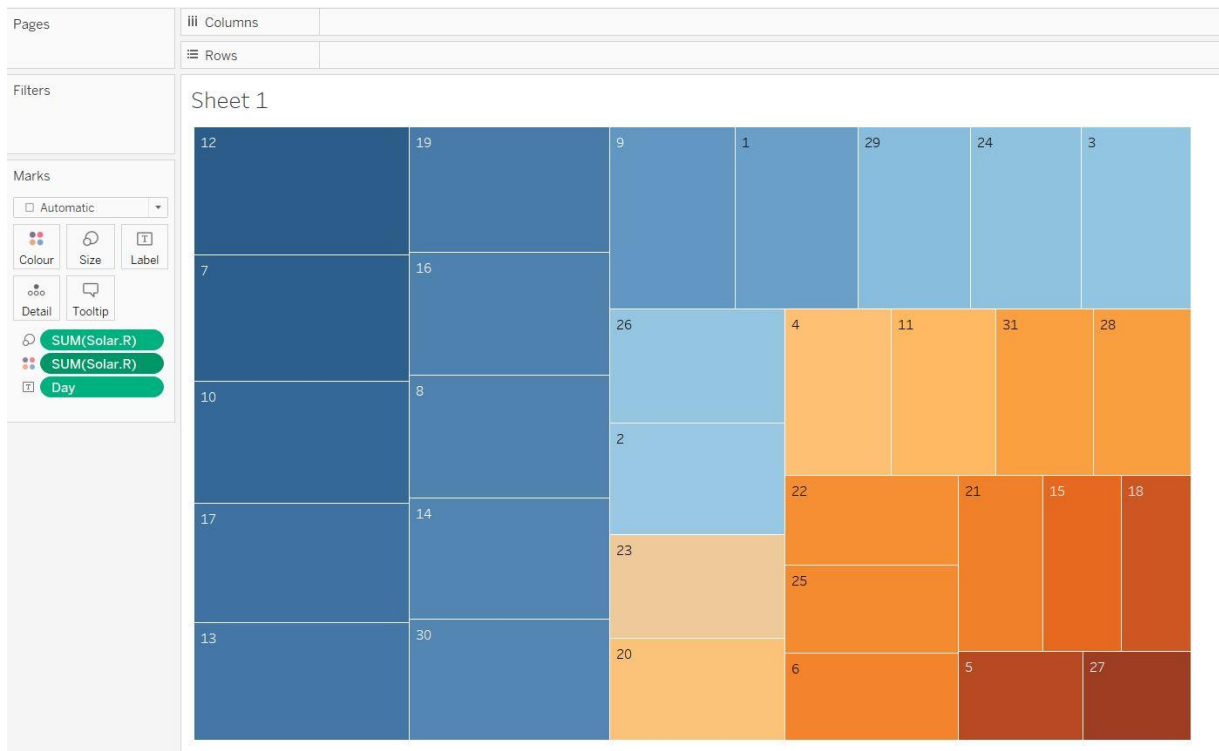 Pages
Columns
Rows
Filters
Sheet 1
Marks
Automatic
Colour
Size
Label
Detail
Tooltip
SUM(Solar.R)
SUM(Solar.R)
Day
12
19
9
1
29
24
3
7
16
26
4
11
31
28
10
8
2
17
14
22
21
15
18
23
25
13
30
20
6
5
27